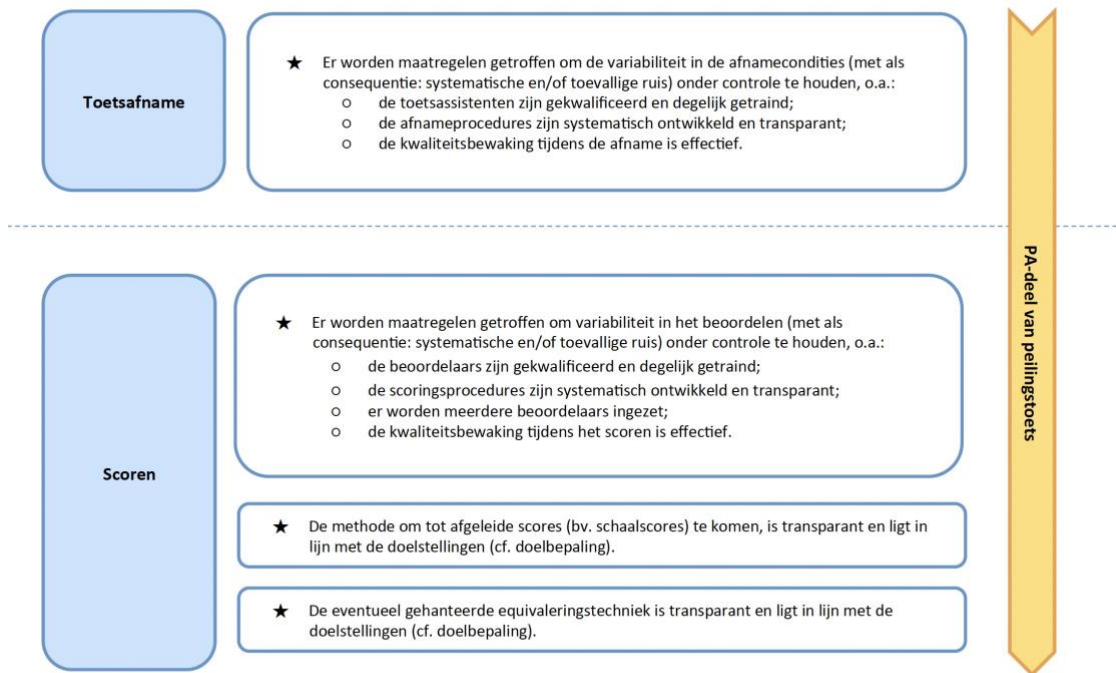 Toetsafname
★ Er worden maatregelen getroffen om de variabiliteit in de afnamecondities (met als
consequentie: systematische en/of toevallige ruis) onder controle te houden, o.a.:
o de toetsassistenten zijn gekwalificeerd en degelijk getraind;
o de afnameprocedures zijn systematisch ontwikkeld en transparant;
o de kwaliteitsbewaking tijdens de afname is effectief.
PA-deel van peilingstoets
Scoren
★ Er worden maatregelen getroffen om variabiliteit in het beoordelen (met als
consequentie: systematische en/of toevallige ruis) onder controle te houden, o.a.:
o de beoordelaars zijn gekwalificeerd en degelijk getraind;
o de scoringsprocedures zijn systematisch ontwikkeld en transparant;
o er worden meerdere beoordelaars ingezet;
o de kwaliteitsbewaking tijdens het scoren is effectief.
★ De methode om tot afgeleide scores (bv. schaalscores) te komen, is transparant en ligt in
lijn met de doelstellingen (cf. doelbepaling).
★ De eventueel gehanteerde equivaleringstechniek is transparant en ligt in lijn met de
doelstellingen (cf. doelbepaling).